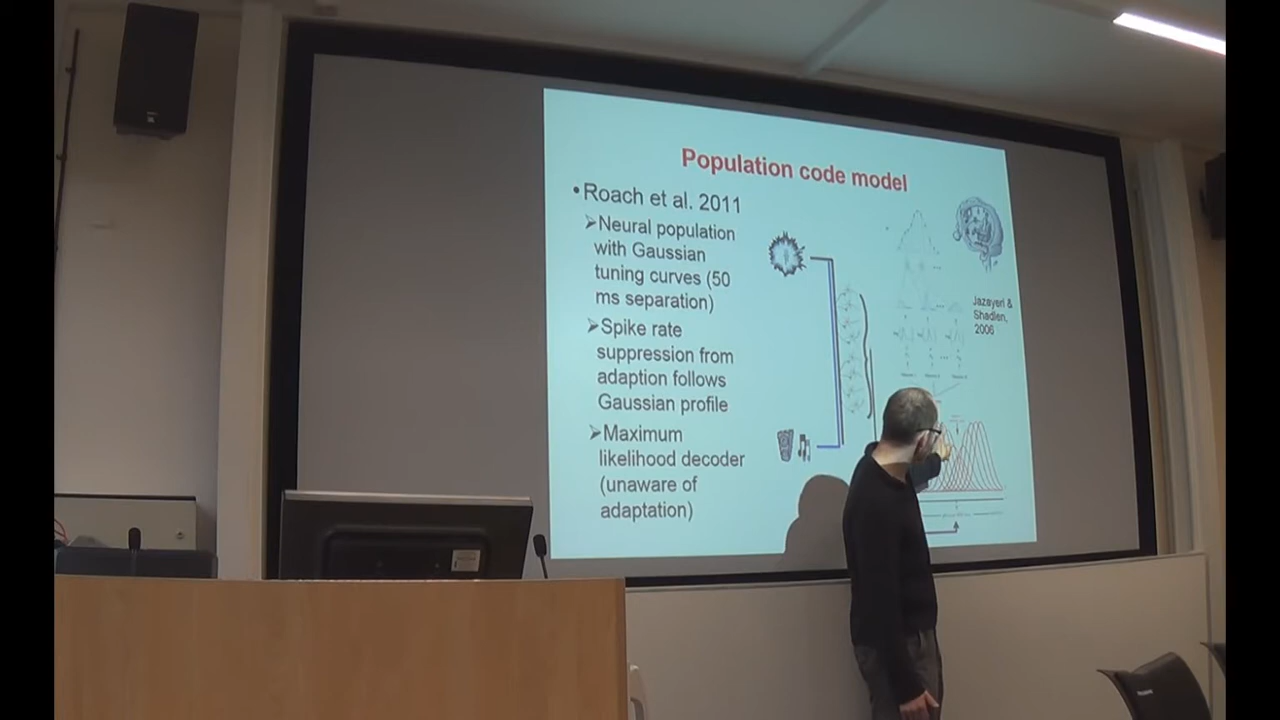 Population code model
•Roach et al. 2011
➢Neural population
with Gaussian
tuning curves (50
ms separation)
➢Spike rate
suppression from
adaption follows
Gaussian profile
➢Maximum
likelihood decoder
(unaware of
adaptation)
Jazayeri &
Shadlen,
2006